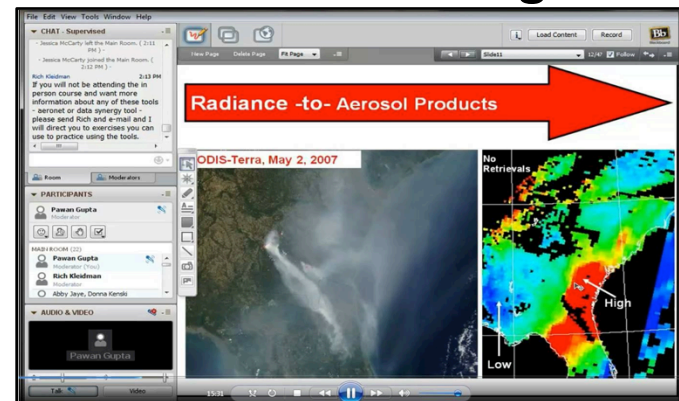 File Edit View Tools Window Help
CHAT - Supervised
- Jessica McCarty left the Main Room. ( 2:11
PM ) -
- Jessica McCarty joined the Main Room. (
2:12 PM ) -
Rich Kleidman 2:13 PM
If you will not be attending the in
person course and want more
information about any of these tools
- aeronet or data synergy tool -
please send Rich and e-mail and I
will direct you to exercises you can
use to practice using the tools.
Room Moderators
PARTICIPANTS
Pawan Gupta
Moderator
MAIN ROOM (22)
Pawan Gupta
Moderator (You)
Rich Kleidman
Moderator
Abby Jaye, Donna Kenski
AUDIO & VIDEO
Pawan Gupta
Talk Video
Load Content Record Bb
New Page Delete Page Fit Page Slide11 12/47 Follow
Radiance -to- Aerosol Products
ODIS-Terra, May 2, 2007
No
Retrievals
High
Low
15:31